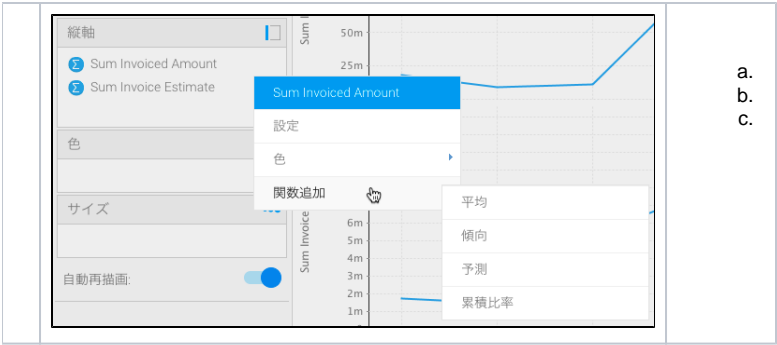 縦軸
Sum Invoiced Amount
Sum Invoice Estimate
色
サイズ
自動再描画:
50m
25m
Sum Invoiced Amount
設定
色
関数追加
平均
傾向
予測
累積比率
Sum Invoice
6m
5m
4m
3m
2m
1m
a.
b.
c.